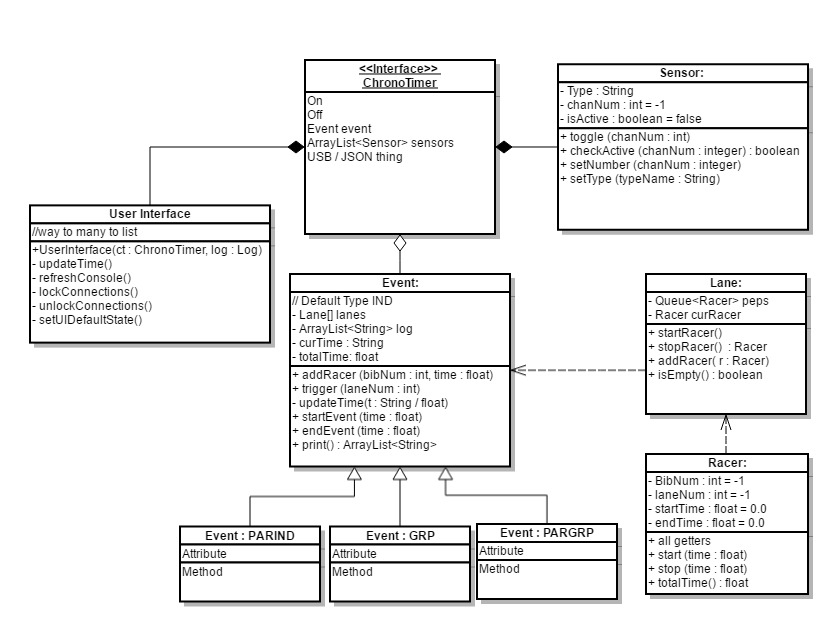 <<Interface>>
ChronoTimer
On
Off
Event event
ArrayList<Sensor> sensors
USB / JSON thing
Sensor:
- Type : String
- chanNum : int = -1
- isActive : boolean = false
+ toggle (chanNum : int)
+ checkActive (chanNum : integer) : boolean
+ setNumber (chanNum : integer)
+ setType (typeName : String)
User Interface
//way to many to list
+UserInterface(ct : ChronoTimer, log : Log)
- updateTime()
- refreshConsole()
- lockConnections()
- unlockConnections()
- setUIDefaultState()
Event:
// Default Type IND
- Lane[] lanes
- ArrayList<String> log
- curTime : String
- totalTime: float
+ addRacer (bibNum : int, time : float)
+ trigger (laneNum : int)
- updateTime(t : String / float)
+ startEvent (time : float)
+ endEvent (time : float)
+ print() : ArrayList<String>
Lane:
- Queue<Racer> peps
- Racer curRacer
+ startRacer()
+ stopRacer() : Racer
+ addRacer( r : Racer)
+ isEmpty() : boolean
Racer:
- BibNum : int = -1
- laneNum : int = -1
- startTime : float = 0.0
- endTime : float = 0.0
+ all getters
+ start (time : float)
+ stop (time : float)
+ totalTime() : float
Event : PARIND
Attribute
Method
Event : GRP
Attribute
Method
Event : PARGRP
Attribute
Method